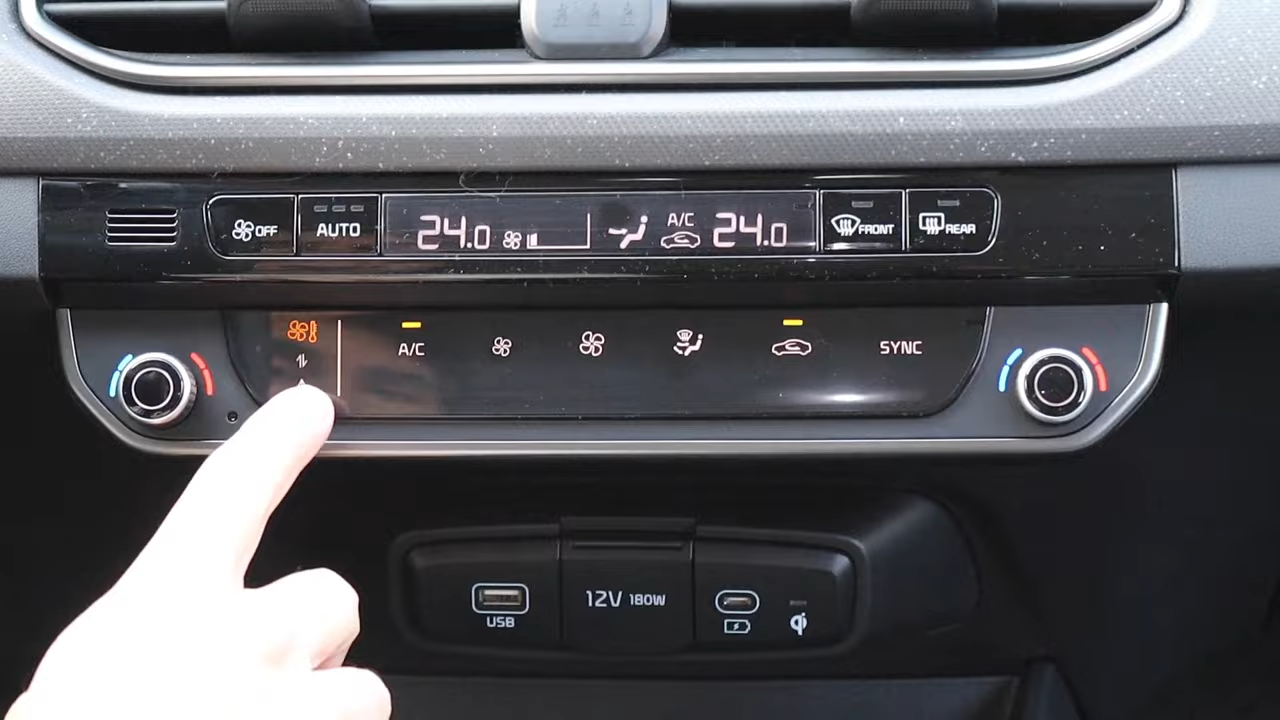 OFF
AUTO
24.0
A/C
24.0
FRONT
REAR
A/C
SYNC
USB
12V 180W